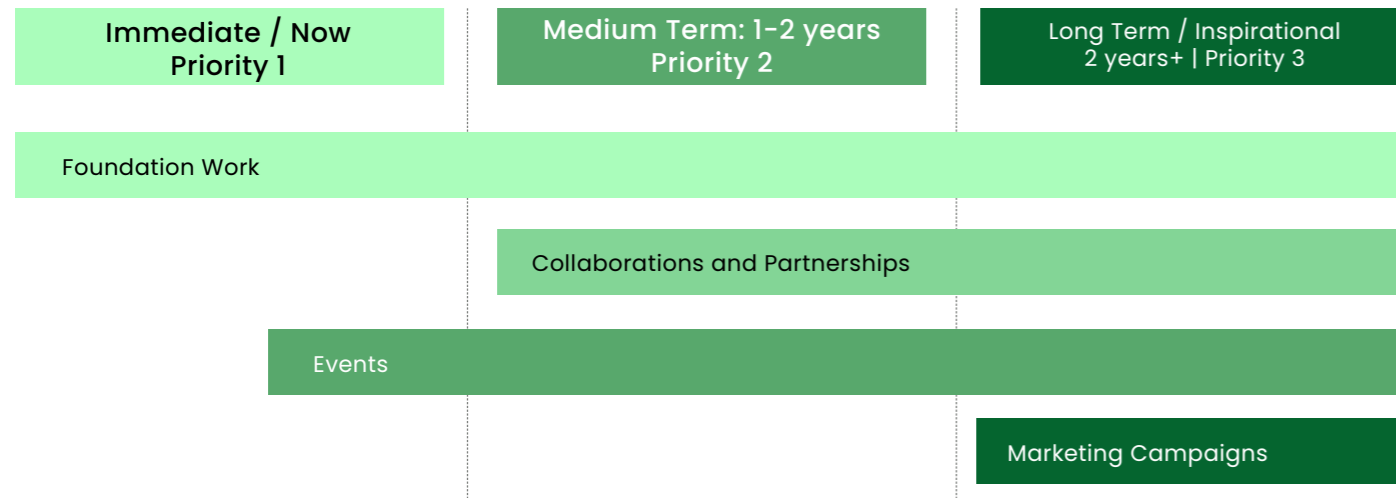 Immediate / Now
Priority 1
Medium Term: 1-2 years
Priority 2
Long Term / Inspirational
2 years+ | Priority 3
Foundation Work
Collaborations and Partnerships
Events
Marketing Campaigns